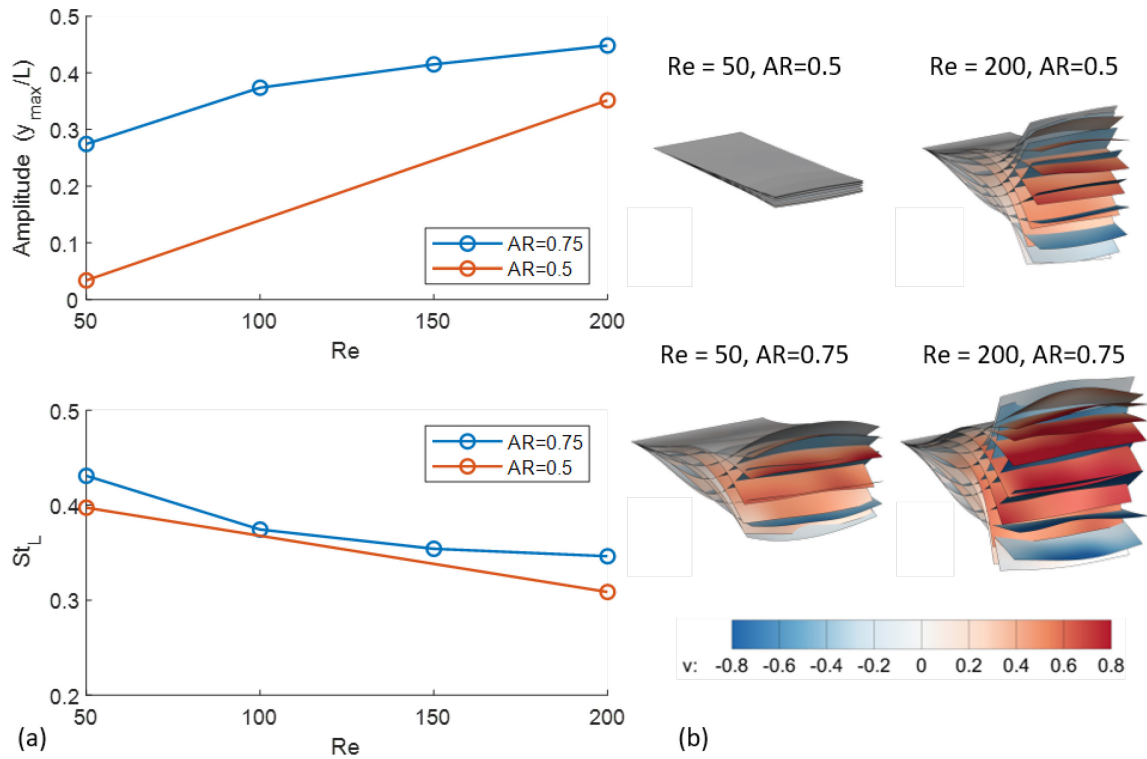 0.5
0.4
0.3
0.2
0.1
0
Amplitude (y_max/L)
AR=0.75
AR=0.5
50
100
150
200
Re
0.5
0.4
0.3
0.2
St_L
AR=0.75
AR=0.5
50
100
150
200
Re
(a)
Re = 50, AR=0.5
Re = 200, AR=0.5
Re = 50, AR=0.75
Re = 200, AR=0.75
v: -0.8 -0.6 -0.4 -0.2 0 0.2 0.4 0.6 0.8
(b)